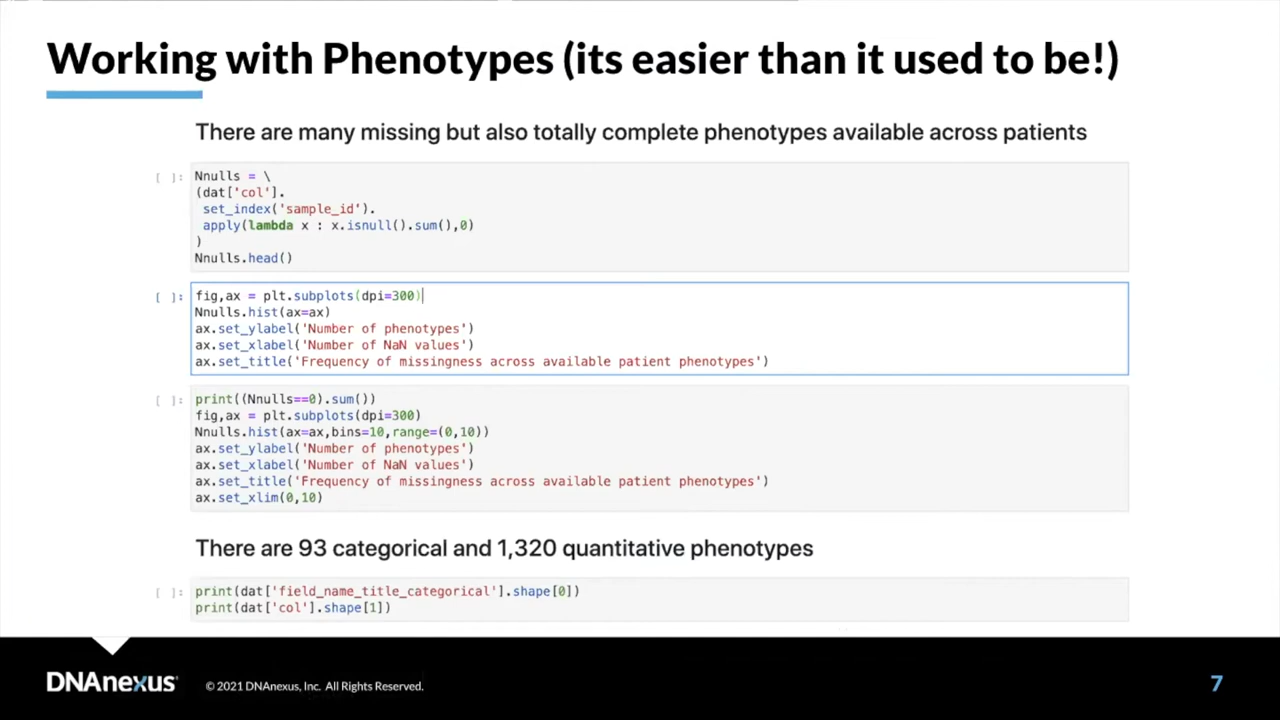 Working with Phenotypes (its easier than it used to be!)
There are many missing but also totally complete phenotypes available across patients
[ ]: Nnulls = \
(dat['col'].
set_index('sample_id').
apply(lambda x : x.isnull().sum(),0)
)
Nnulls.head()
[ ]: fig,ax = plt.subplots(dpi=300)
Nnulls.hist(ax=ax)
ax.set_ylabel('Number of phenotypes')
ax.set_xlabel('Number of NaN values')
ax.set_title('Frequency of missingness across available patient phenotypes')
[ ]: print((Nnulls==0).sum())
fig,ax = plt.subplots(dpi=300)
Nnulls.hist(ax=ax,bins=10,range=(0,10))
ax.set_ylabel('Number of phenotypes')
ax.set_xlabel('Number of NaN values')
ax.set_title('Frequency of missingness across available patient phenotypes')
ax.set_xlim(0,10)
There are 93 categorical and 1,320 quantitative phenotypes
[ ]: print(dat['field_name_title_categorical'].shape[0])
print(dat['col'].shape[1])
DNAnexus © 2021 DNAnexus, Inc. All Rights Reserved. 7